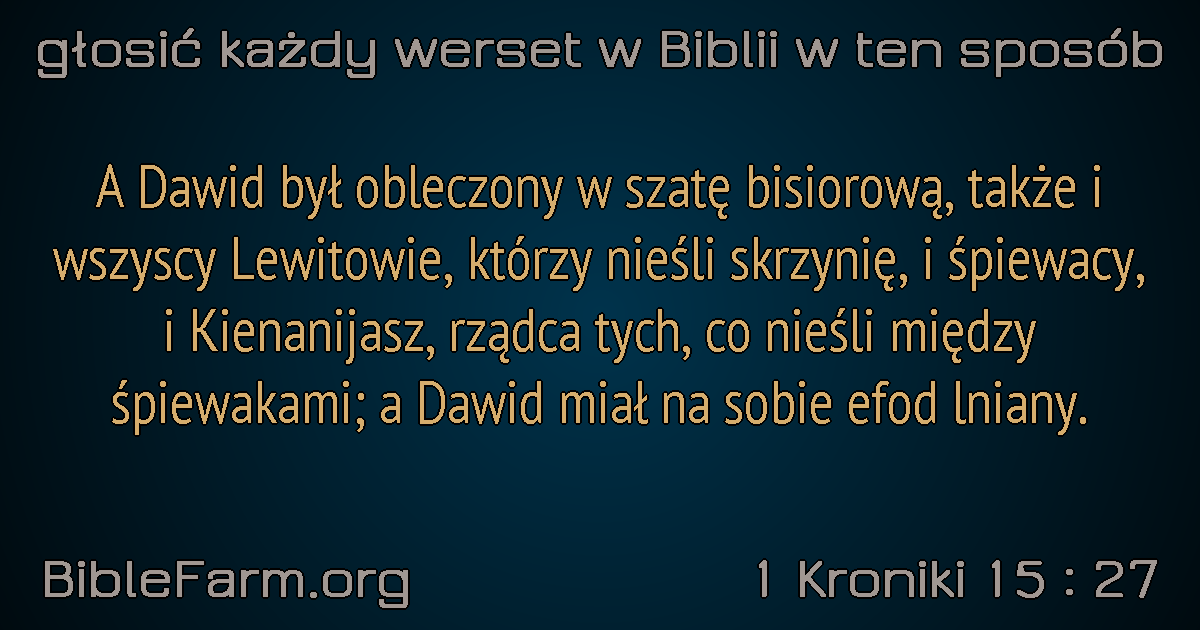 głosić każdy werset w Biblii w ten sposób
A Dawid był obleczony w szatę bisiorową, także i
wszyscy Lewitowie, którzy nieśli skrzynię, i śpiewacy,
i Kienanijasz, rządca tych, co nieśli między
śpiewakami; a Dawid miał na sobie efod lniany.
BibleFarm.org
1 Kroniki 15 : 27